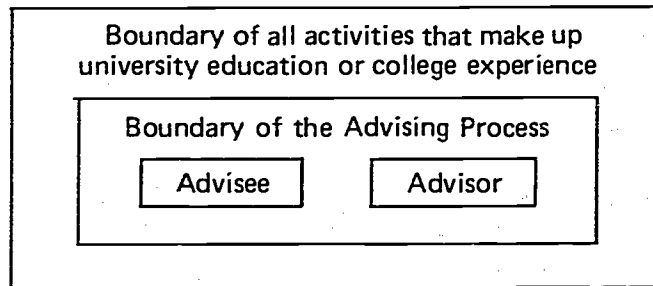 Boundary of all activities that make up
university education or college experience
Boundary of the Advising Process
Advisee
Advisor